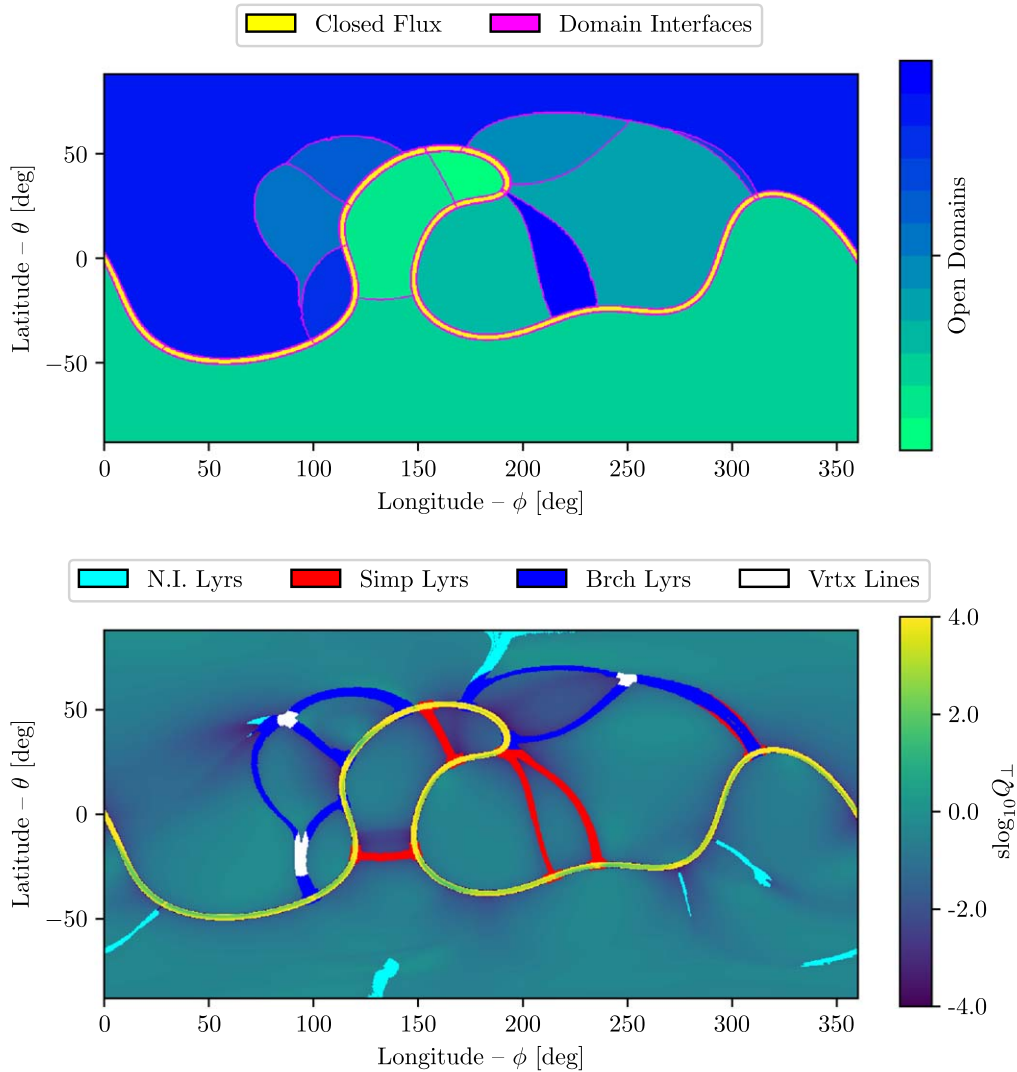 Closed Flux Domain Interfaces
50
0
−50
Latitude – θ [deg]
0 50 100 150 200 250 300 350
Longitude – ϕ [deg]
Open Domains
N.I. Lyrs Simp Lyrs Brch Lyrs Vrtx Lines
50
0
−50
Latitude – θ [deg]
0 50 100 150 200 250 300 350
Longitude – ϕ [deg]
4.0
2.0
0.0
-2.0
-4.0
slog₁₀Q⊥